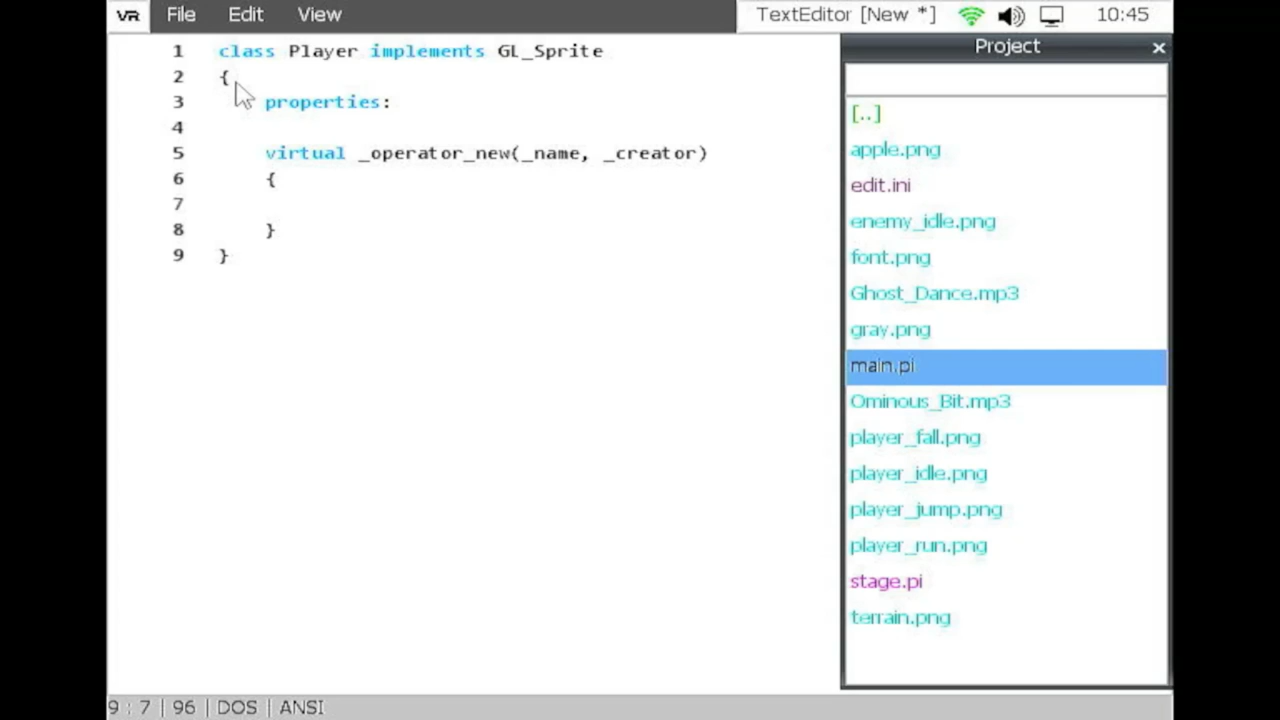 VR File Edit View TextEditor [New *] 10:45
1 class Player implements GL_Sprite
2 {
3 properties:
4
5 virtual _operator_new(_name, _creator)
6 {
7
8 }
9 }
Project ×
[..]
apple.png
edit.ini
enemy_idle.png
font.png
Ghost_Dance.mp3
gray.png
main.pi
Ominous_Bit.mp3
player_fall.png
player_idle.png
player_jump.png
player_run.png
stage.pi
terrain.png
9 : 7 | 96 | DOS | ANSI